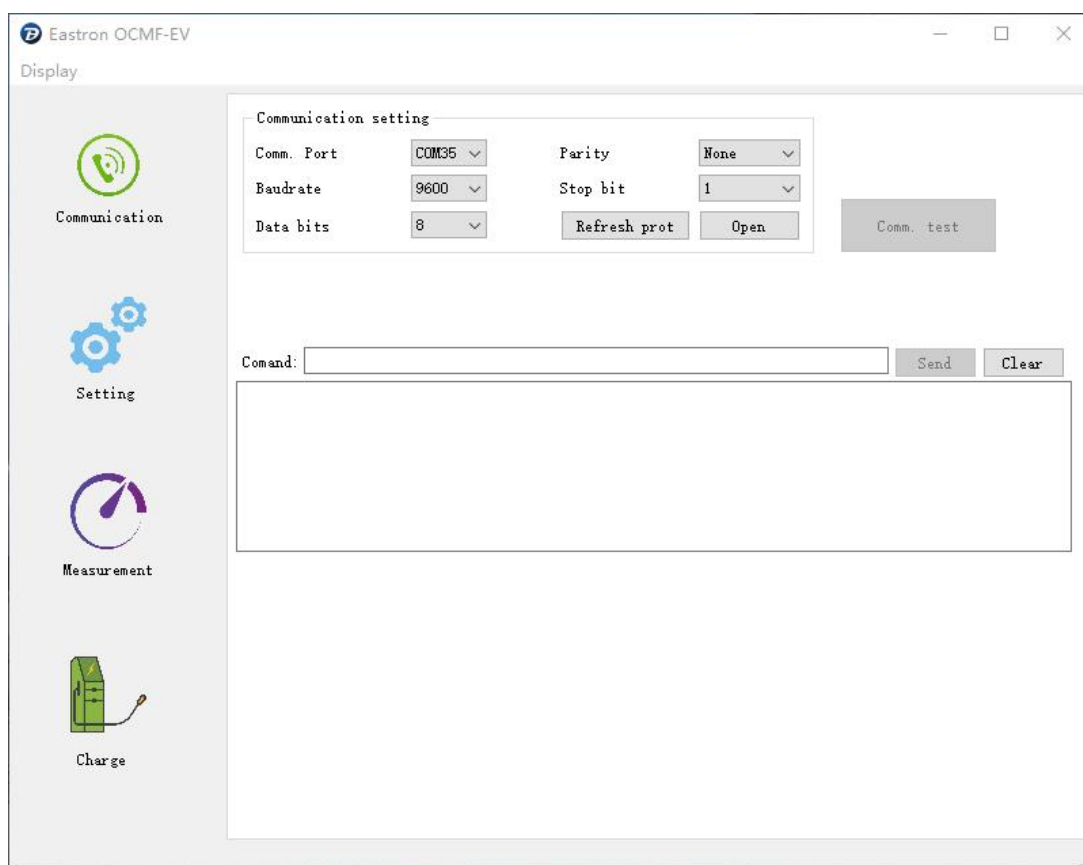 Eastron OCMF-EV
Display
Communication setting
Comm. Port COM35 Parity None
Baudrate 9600 Stop bit 1
Data bits 8 Refresh prot Open
Comm. test
Communication
Comand: Send Clear
Setting
Measurement
Charge